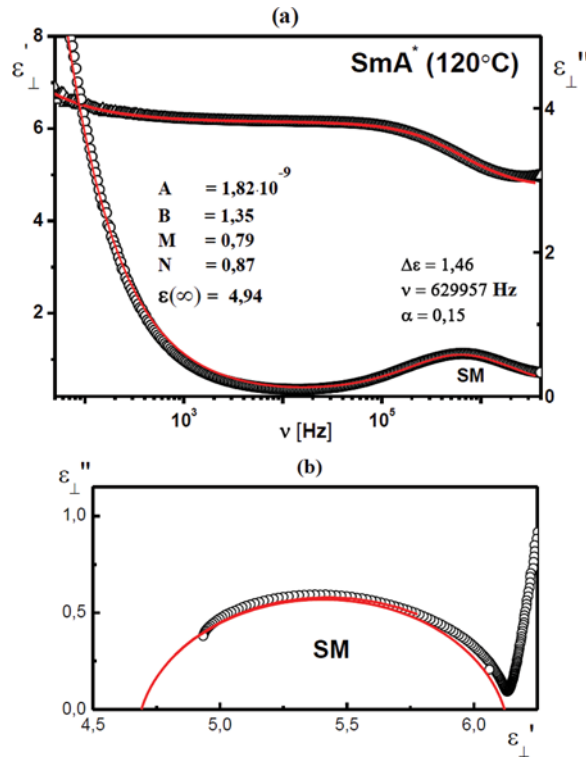 (a)
ε⊥'
ε⊥"
SmA* (120°C)
8
6
4
2
4
2
0
A = 1,82·10⁻⁹
B = 1,35
M = 0,79
N = 0,87
ε(∞) = 4,94
Δε = 1,46
ν = 629957 Hz
α = 0,15
SM
10³
10⁵
ν [Hz]
(b)
ε⊥"
1,0
0,5
0,0
SM
4,5
5,0
5,5
6,0
ε⊥'